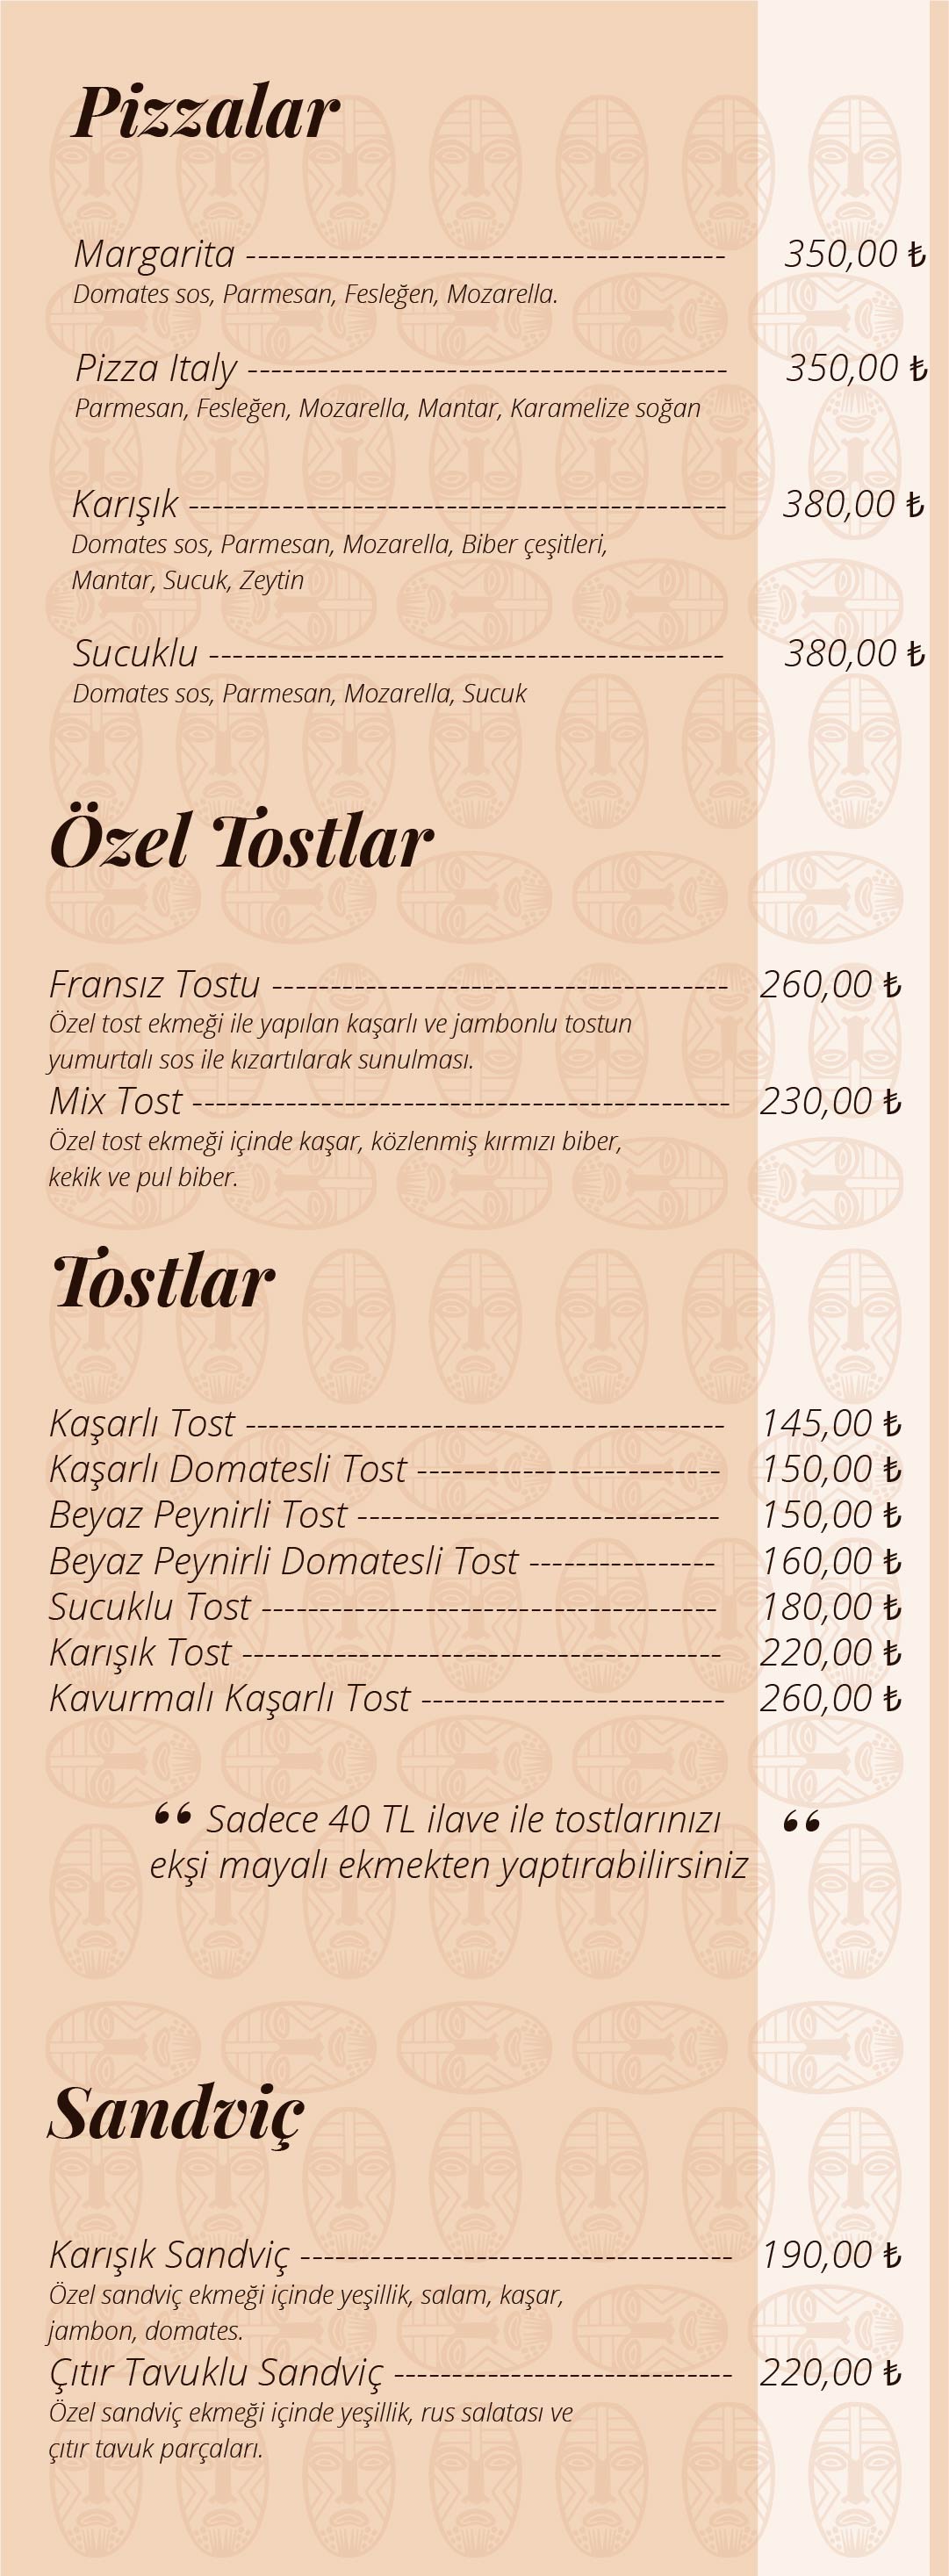 Pizzalar
Margarita ----------------------------------------- 350,00 ₺
Domates sos, Parmesan, Fesleğen, Mozarella.
Pizza Italy ----------------------------------------- 350,00 ₺
Parmesan, Fesleğen, Mozarella, Mantar, Karamelize soğan
Karışık ---------------------------------------------- 380,00 ₺
Domates sos, Parmesan, Mozarella, Biber çeşitleri,
Mantar, Sucuk, Zeytin
Sucuklu -------------------------------------------- 380,00 ₺
Domates sos, Parmesan, Mozarella, Sucuk
Özel Tostlar
Fransız Tostu --------------------------------------- 260,00 ₺
Özel tost ekmeği ile yapılan kaşarlı ve jambonlu tostun
yumurtalı sos ile kızartılarak sunulması.
Mix Tost ---------------------------------------------- 230,00 ₺
Özel tost ekmeği içinde kaşar, közlenmiş kırmızı biber,
kekik ve pul biber.
Tostlar
Kaşarlı Tost ----------------------------------------- 145,00 ₺
Kaşarlı Domatesli Tost -------------------------- 150,00 ₺
Beyaz Peynirli Tost ------------------------------- 150,00 ₺
Beyaz Peynirli Domatesli Tost ---------------- 160,00 ₺
Sucuklu Tost --------------------------------------- 180,00 ₺
Karışık Tost ----------------------------------------- 220,00 ₺
Kavurmalı Kaşarlı Tost -------------------------- 260,00 ₺
“ Sadece 40 TL ilave ile tostlarınızı “
ekşi mayalı ekmekten yaptırabilirsiniz
Sandviç
Karışık Sandviç ------------------------------------- 190,00 ₺
Özel sandviç ekmeği içinde yeşillik, salam, kaşar,
jambon, domates.
Çıtır Tavuklu Sandviç ----------------------------- 220,00 ₺
Özel sandviç ekmeği içinde yeşillik, rus salatası ve
çıtır tavuk parçaları.